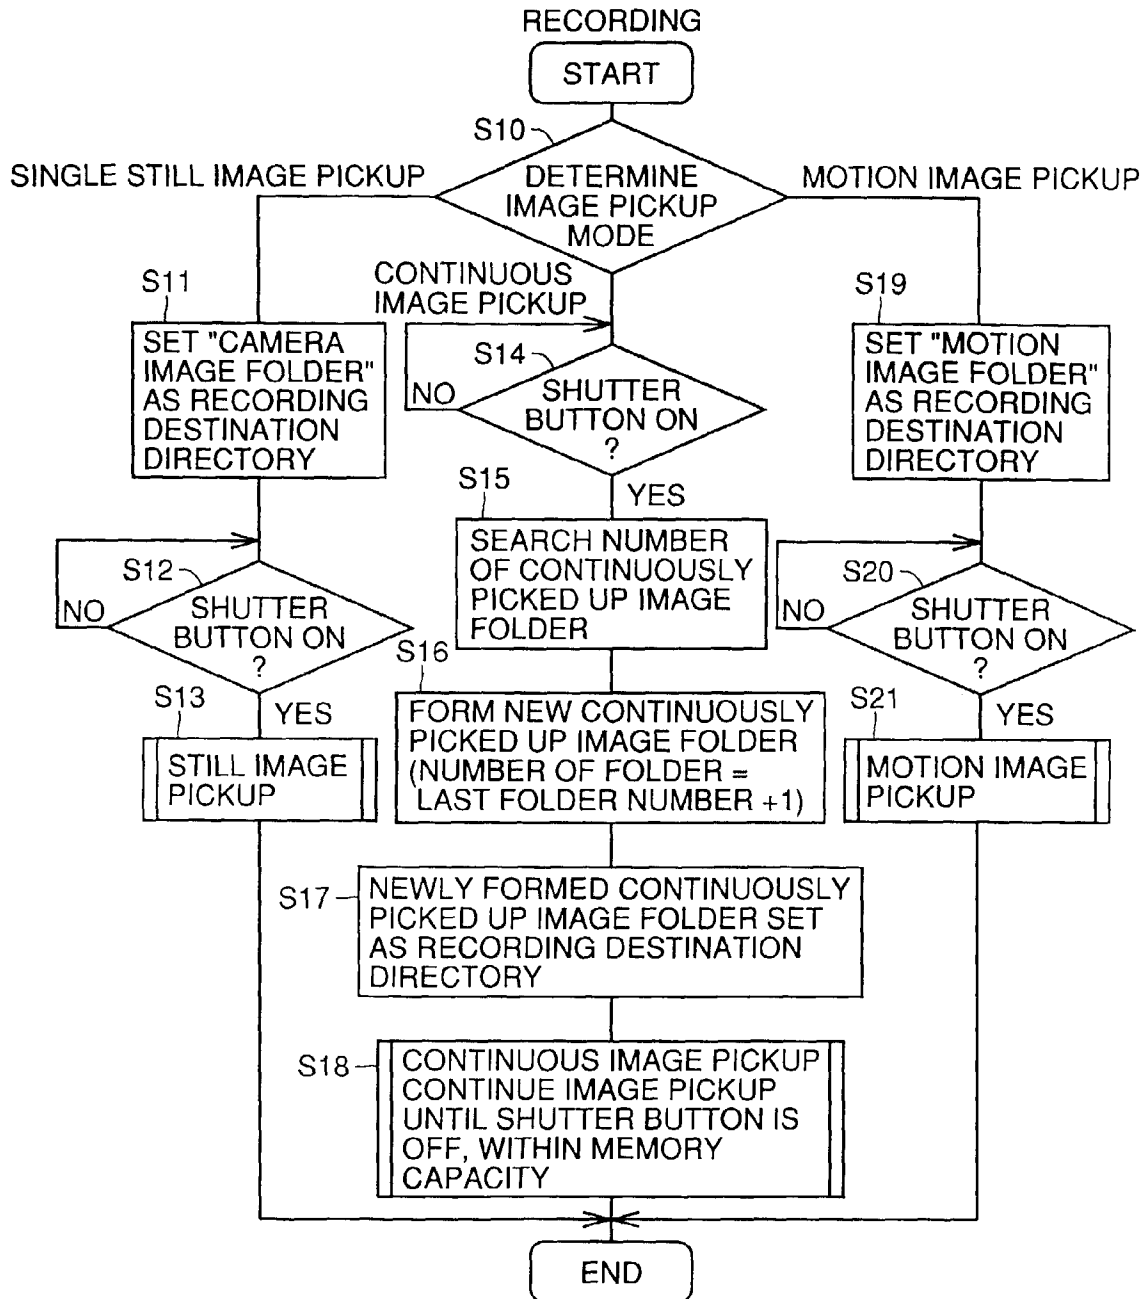 RECORDING
START
S10
SINGLE STILL IMAGE PICKUP
DETERMINE
IMAGE PICKUP
MODE
MOTION IMAGE PICKUP
CONTINUOUS
IMAGE PICKUP
S11
SET "CAMERA
IMAGE FOLDER"
AS RECORDING
DESTINATION
DIRECTORY
S12
NO
SHUTTER
BUTTON ON
?
YES
S13
STILL IMAGE
PICKUP
S14
NO
SHUTTER
BUTTON ON
?
YES
S15
SEARCH NUMBER
OF CONTINUOUSLY
PICKED UP IMAGE
FOLDER
S16
FORM NEW CONTINUOUSLY
PICKED UP IMAGE FOLDER
(NUMBER OF FOLDER =
LAST FOLDER NUMBER +1)
S17
NEWLY FORMED CONTINUOUSLY
PICKED UP IMAGE FOLDER SET
AS RECORDING DESTINATION
DIRECTORY
S18
CONTINUOUS IMAGE PICKUP
CONTINUE IMAGE PICKUP
UNTIL SHUTTER BUTTON IS
OFF, WITHIN MEMORY
CAPACITY
S19
SET "MOTION
IMAGE FOLDER"
AS RECORDING
DESTINATION
DIRECTORY
S20
NO
SHUTTER
BUTTON ON
?
YES
S21
MOTION IMAGE
PICKUP
END